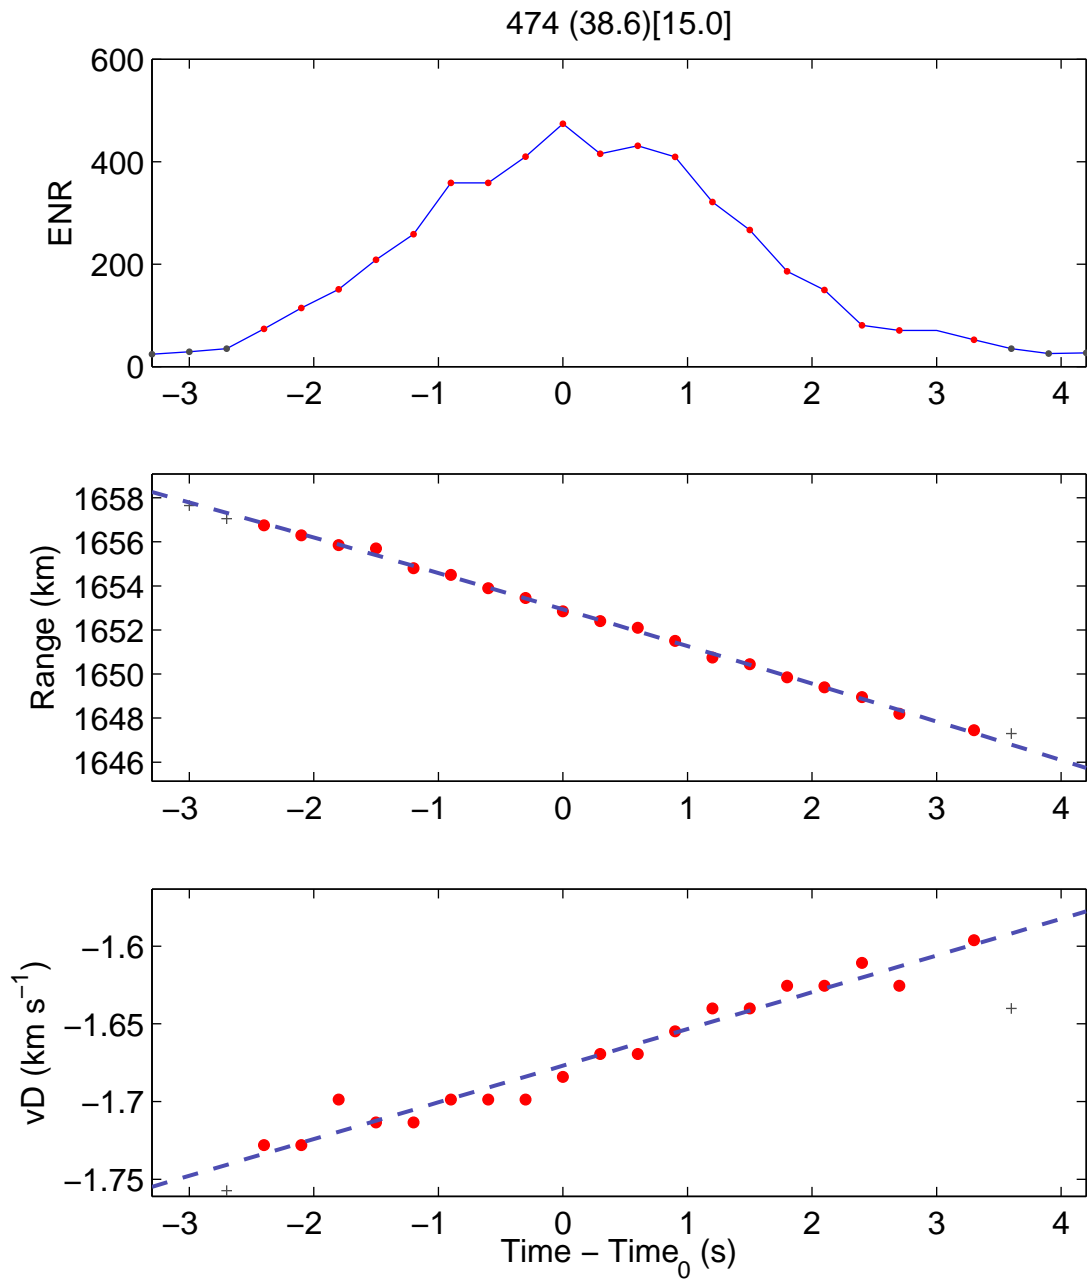 474 (38.6)[15.0]
600
400
200
0
ENR
−3 −2 −1 0 1 2 3 4
1658
1656
1654
1652
1650
1648
1646
Range (km)
−3 −2 −1 0 1 2 3 4
−1.6
−1.65
−1.7
−1.75
vD (km s⁻¹)
−3 −2 −1 0 1 2 3 4
Time − Time₀ (s)